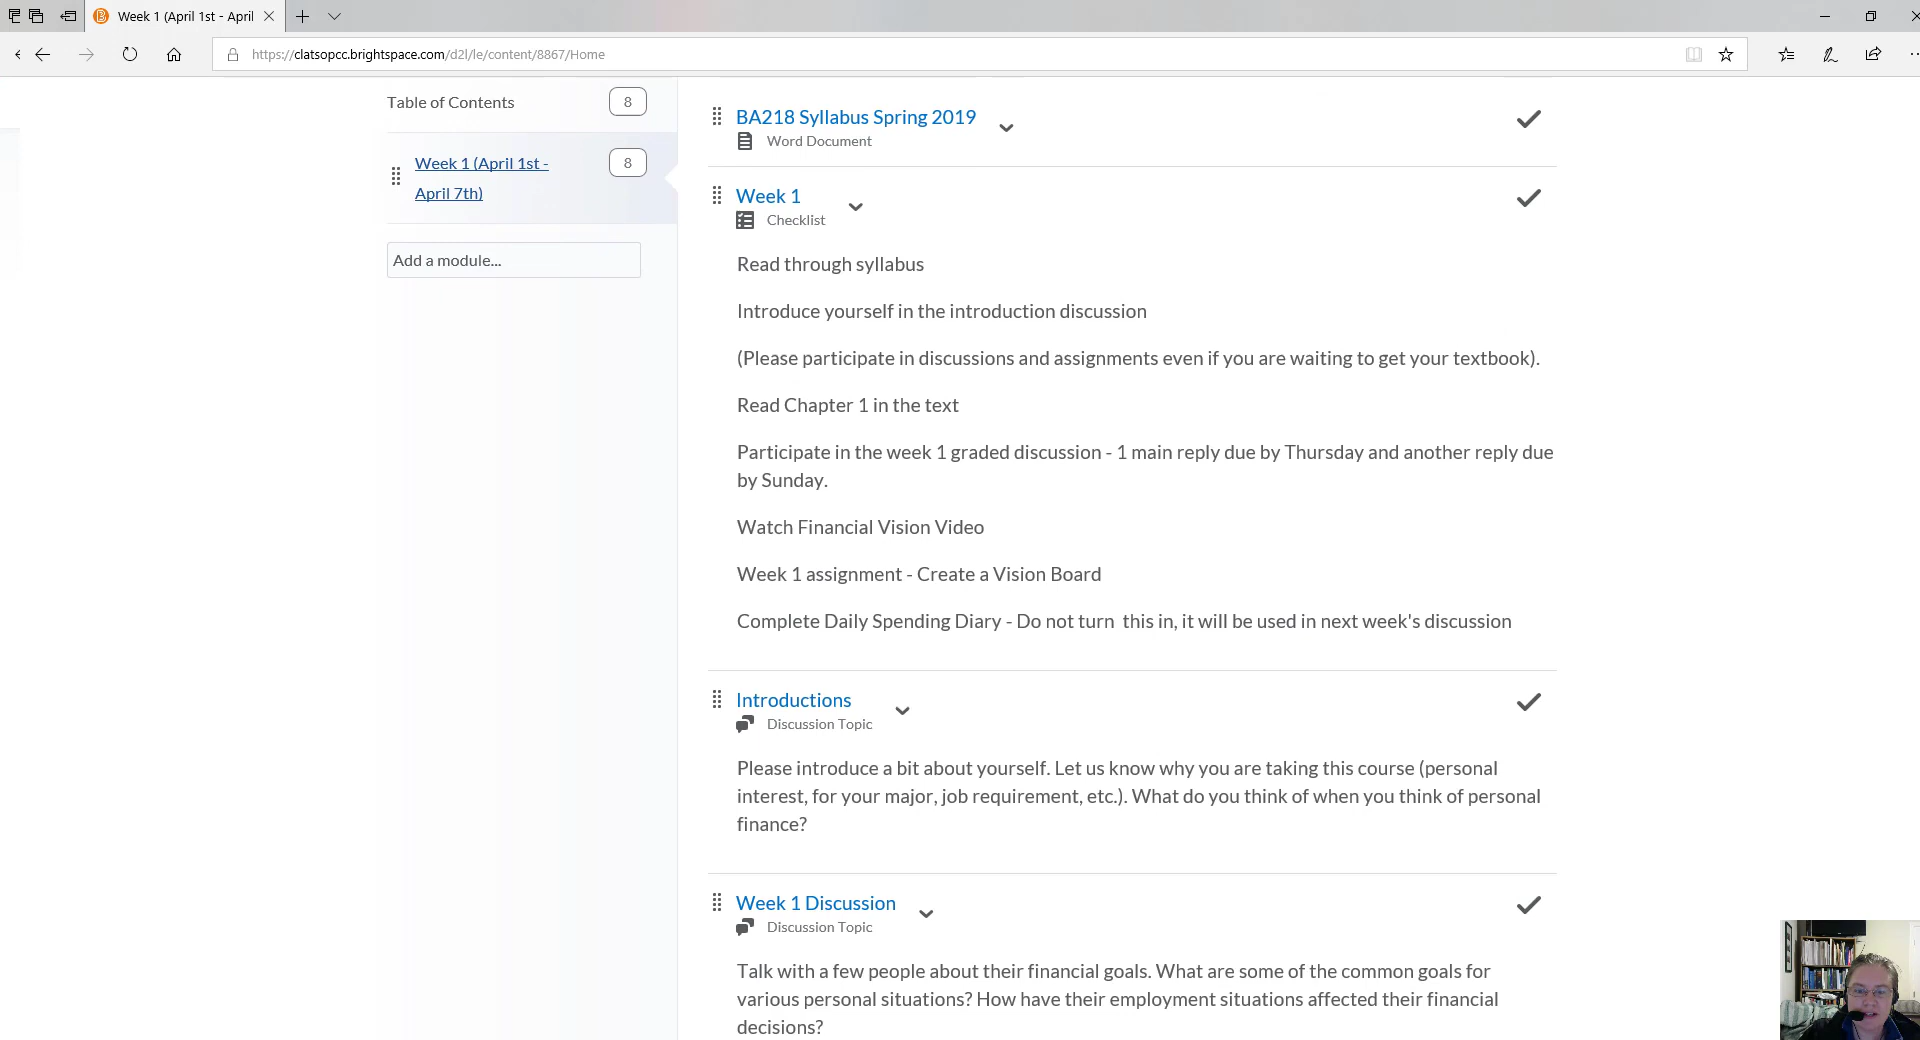 Week 1 (April 1st - April
https://clatsopcc.brightspace.com/d2l/le/content/8867/Home
Table of Contents
8
Week 1 (April 1st -
April 7th)
8
Add a module...
BA218 Syllabus Spring 2019
Word Document
Week 1
Checklist
Read through syllabus
Introduce yourself in the introduction discussion
(Please participate in discussions and assignments even if you are waiting to get your textbook).
Read Chapter 1 in the text
Participate in the week 1 graded discussion - 1 main reply due by Thursday and another reply due
by Sunday.
Watch Financial Vision Video
Week 1 assignment - Create a Vision Board
Complete Daily Spending Diary - Do not turn  this in, it will be used in next week's discussion
Introductions
Discussion Topic
Please introduce a bit about yourself. Let us know why you are taking this course (personal
interest, for your major, job requirement, etc.). What do you think of when you think of personal
finance?
Week 1 Discussion
Discussion Topic
Talk with a few people about their financial goals. What are some of the common goals for
various personal situations? How have their employment situations affected their financial
decisions?